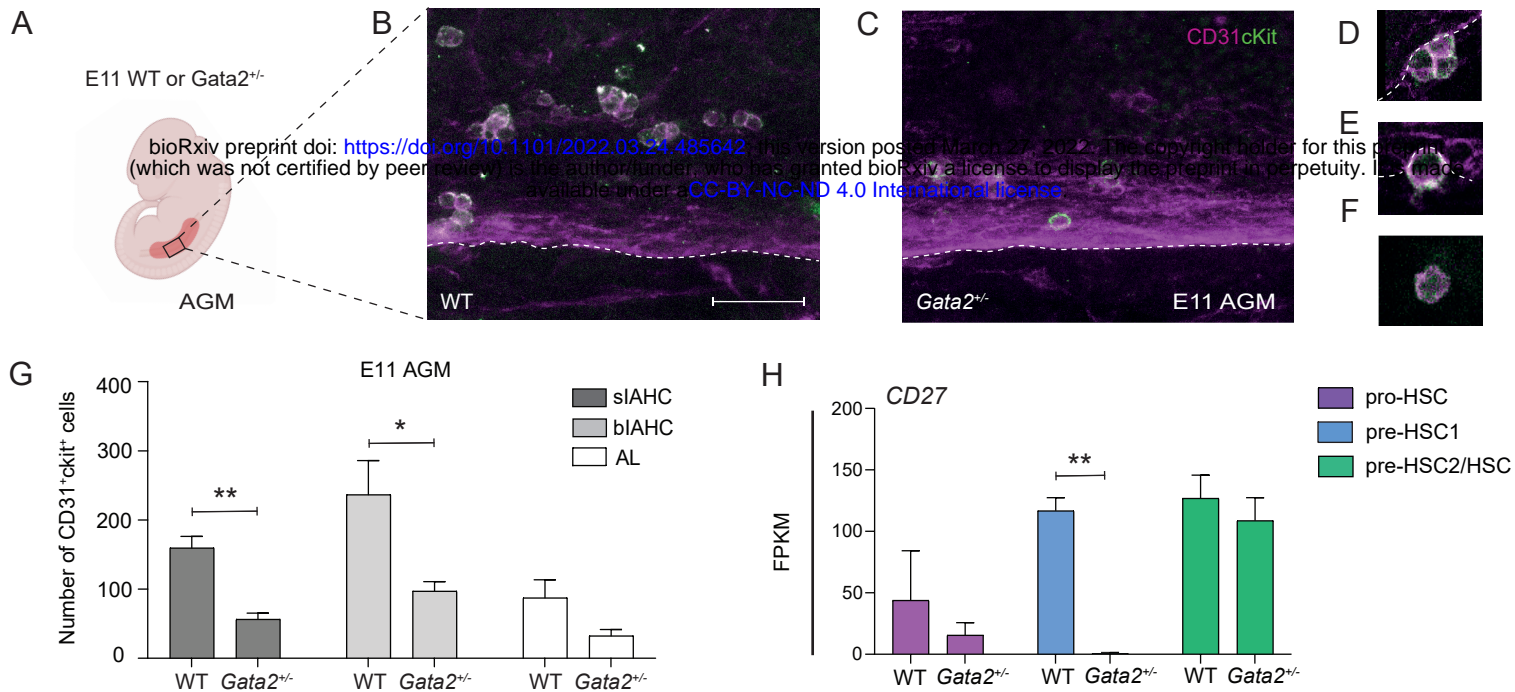 A
B
C
D
E
F
E11 WT or Gata2+/-
AGM
WT
CD31cKit
Gata2+/-
E11 AGM
bioRxiv preprint doi: https://doi.org/10.1101/2022.03.24.485642; this version posted March 27, 2022. The copyright holder for this preprint
(which was not certified by peer review) is the author/funder, who has granted bioRxiv a license to display the preprint in perpetuity. It is made
available under a CC-BY-NC-ND 4.0 International license.
G
E11 AGM
Number of CD31+ckit+ cells
400
300
200
100
0
**
*
sIAHC
bIAHC
AL
WT Gata2+/- WT Gata2+/- WT Gata2+/-
H
CD27
FPKM
200
150
100
50
0
**
pro-HSC
pre-HSC1
pre-HSC2/HSC
WT Gata2+/- WT Gata2+/- WT Gata2+/-